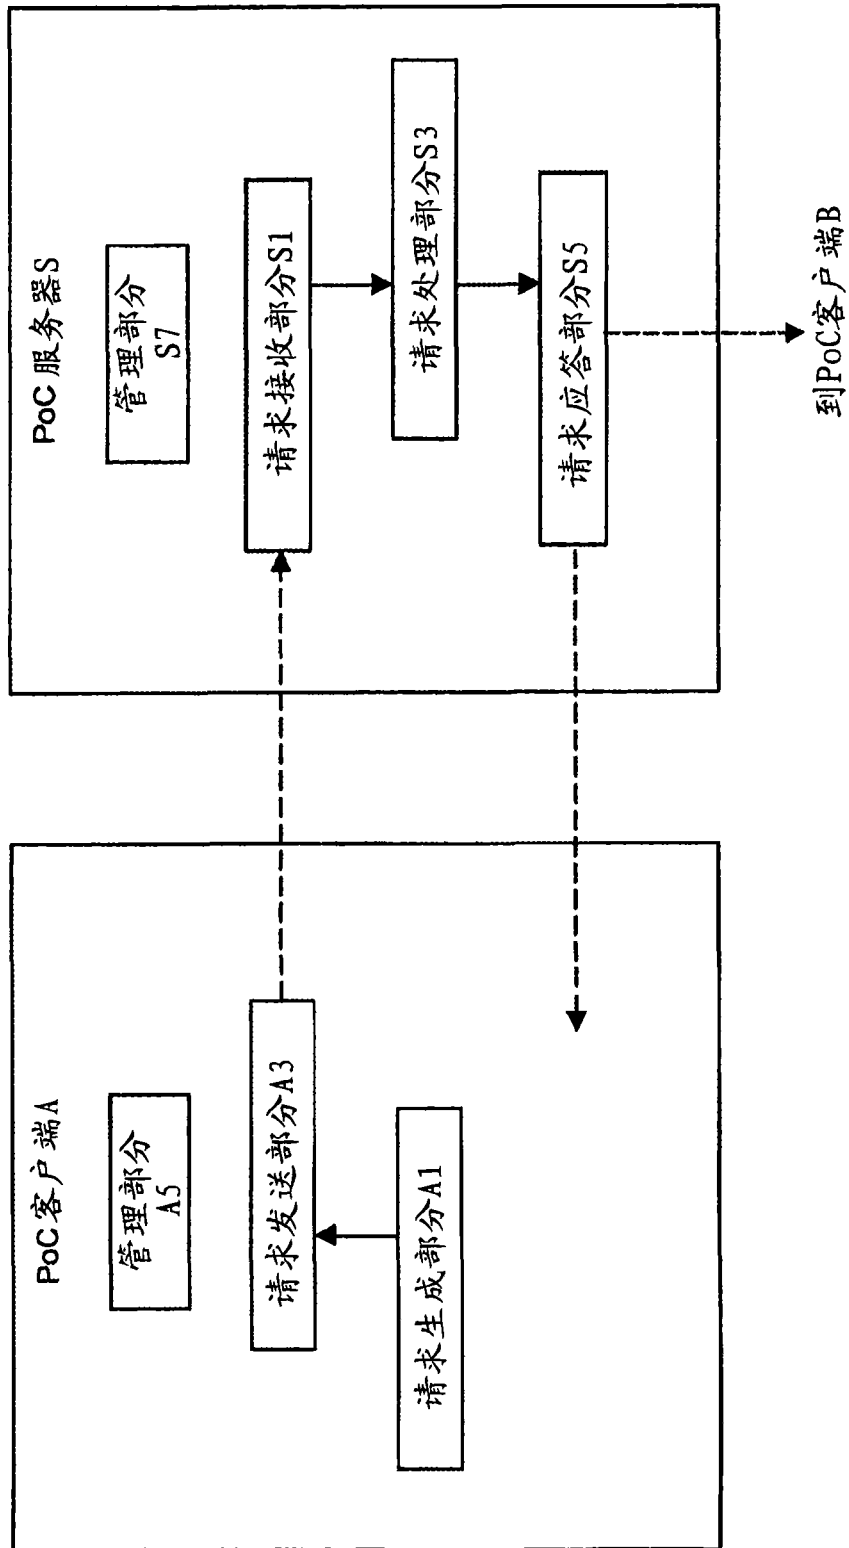 PoC客户端A
管理部分
A5
请求发送部分A3
请求生成部分A1
PoC服务器S
管理部分
S7
请求接收部分S1
请求处理部分S3
请求应答部分S5
到PoC客户端B